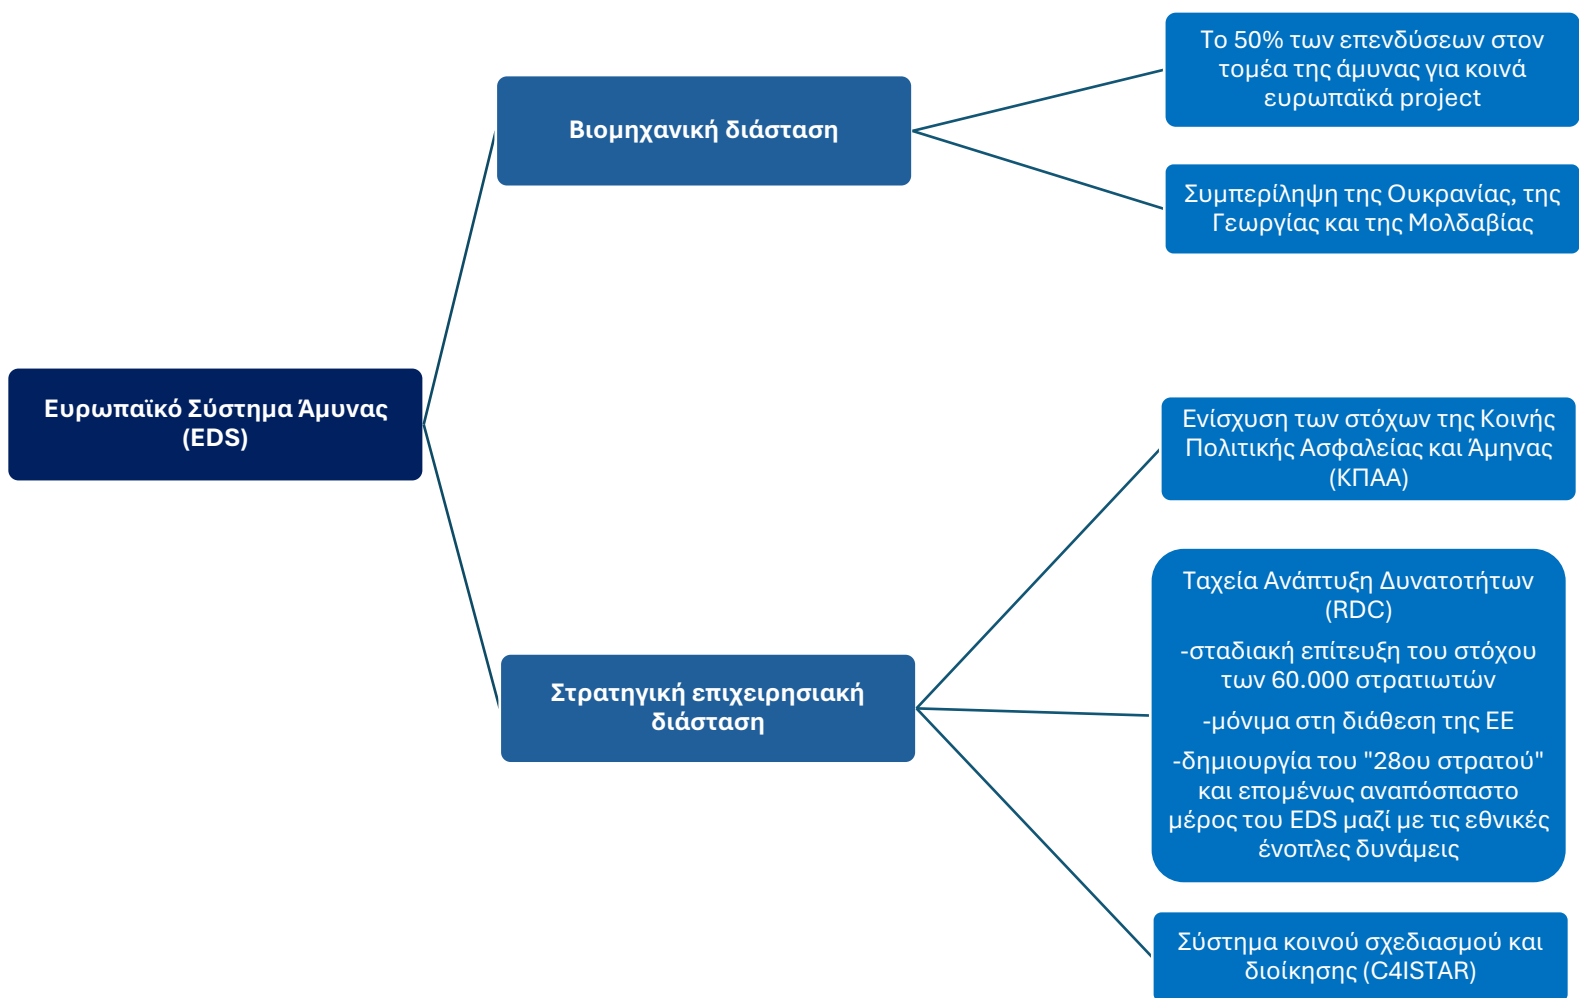 Ευρωπαϊκό Σύστημα Άμυνας
(EDS)
Βιομηχανική διάσταση
Το 50% των επενδύσεων στον
τομέα της άμυνας για κοινά
ευρωπαϊκά project
Συμπερίληψη της Ουκρανίας, της
Γεωργίας και της Μολδαβίας
Στρατηγική επιχειρησιακή
διάσταση
Ενίσχυση των στόχων της Κοινής
Πολιτικής Ασφαλείας και Άμηνας
(ΚΠΑΑ)
Ταχεία Ανάπτυξη Δυνατοτήτων
(RDC)
-σταδιακή επίτευξη του στόχου
των 60.000 στρατιωτών
-μόνιμα στη διάθεση της ΕΕ
-δημιουργία του "28ου στρατού"
και επομένως αναπόσπαστο
μέρος του EDS μαζί με τις εθνικές
ένοπλες δυνάμεις
Σύστημα κοινού σχεδιασμού και
διοίκησης (C4ISTAR)